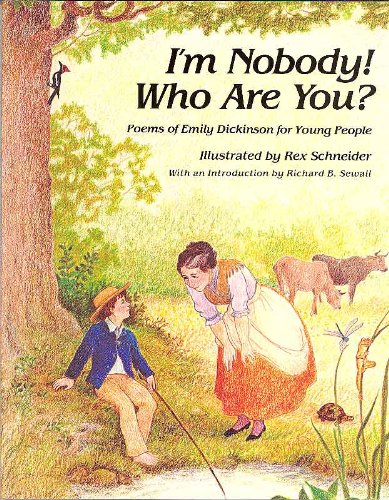 I'm Nobody!
Who Are You?
Poems of Emily Dickinson for Young People
Illustrated by Rex Schneider
With an Introduction by Richard B. Sewall